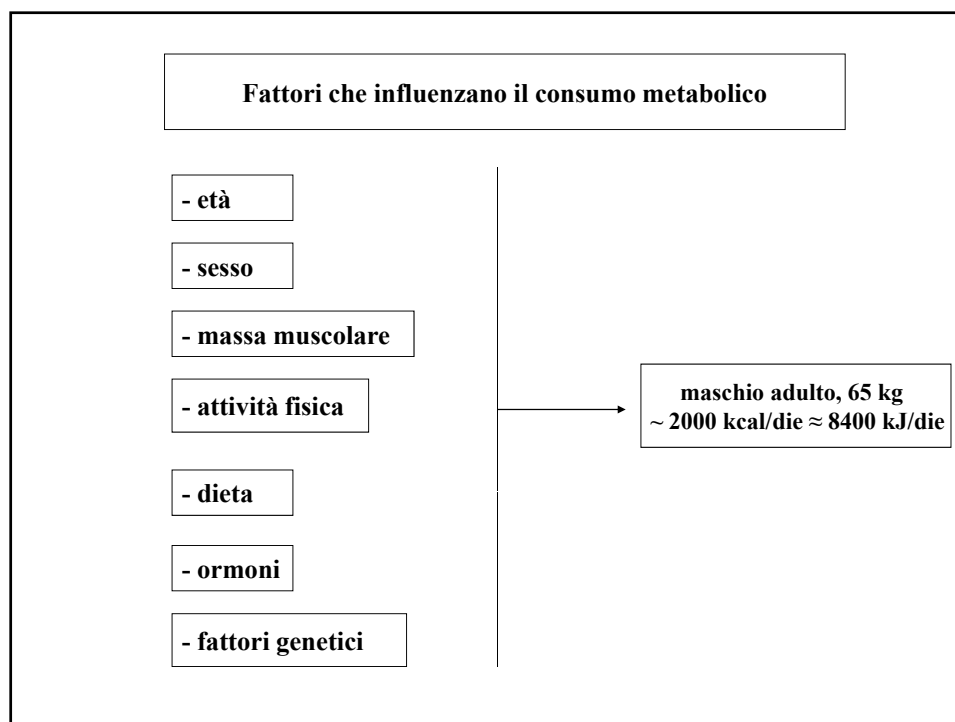 Fattori che influenzano il consumo metabolico
- età
- sesso
- massa muscolare
- attività fisica
- dieta
- ormoni
- fattori genetici
maschio adulto, 65 kg
~ 2000 kcal/die ≈ 8400 kJ/die